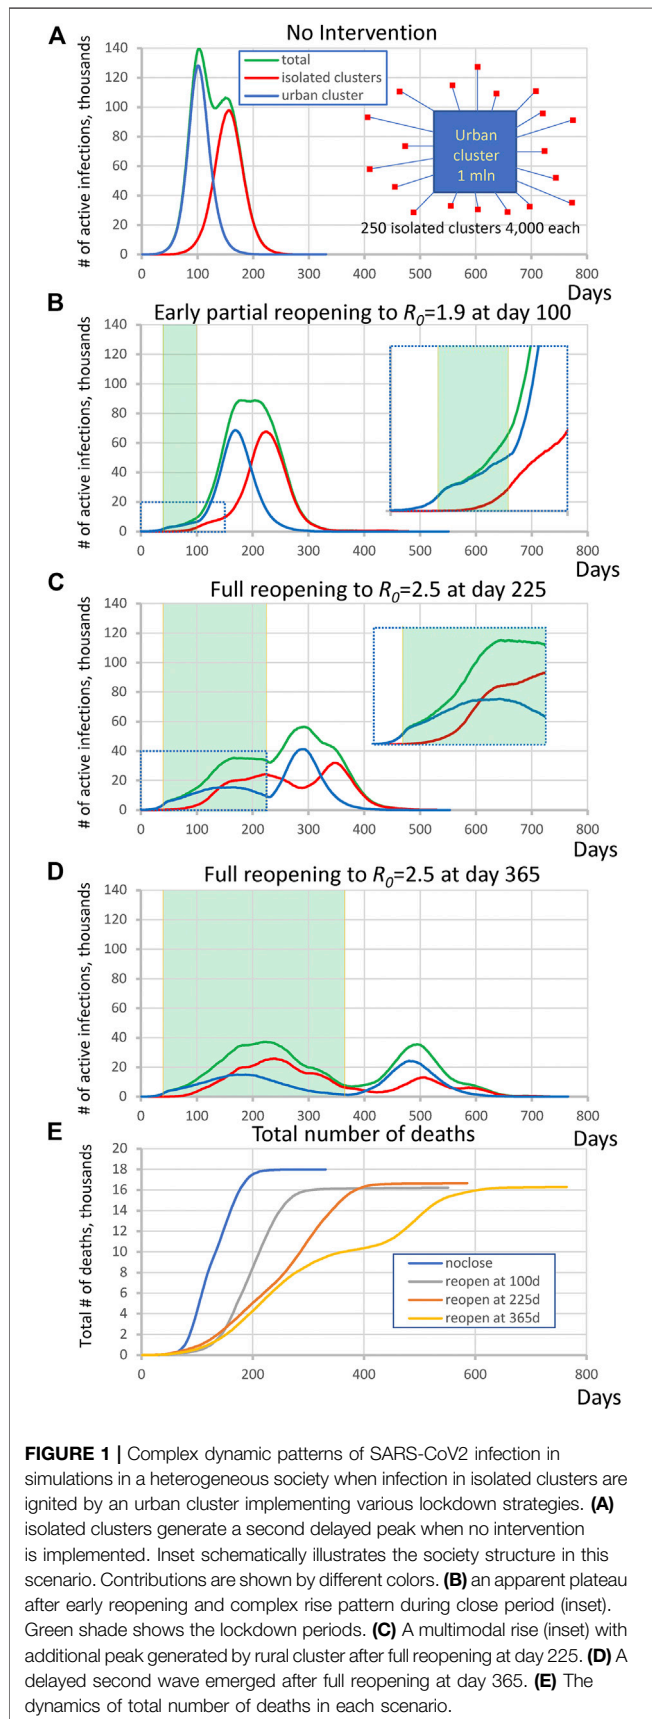 A
No Intervention
# of active infections, thousands
140
120
100
80
60
40
20
0
total
isolated clusters
urban cluster
Urban
cluster
1 mln
250 isolated clusters 4,000 each
0 100 200 300 400 500 600 700 800
Days
B
Early partial reopening to R0=1.9 at day 100
# of active infections, thousands
140
120
100
80
60
40
20
0
0 100 200 300 400 500 600 700 800
Days
C
Full reopening to R0=2.5 at day 225
# of active infections, thousands
140
120
100
80
60
40
20
0
0 100 200 300 400 500 600 700 800
Days
D
Full reopening to R0=2.5 at day 365
# of active infections, thousands
140
120
100
80
60
40
20
0
0 100 200 300 400 500 600 700 800
Days
E
Total number of deaths
Total # of deaths, thousands
20
18
16
14
12
10
8
6
4
2
0
noclose
reopen at 100d
reopen at 225d
reopen at 365d
0 200 400 600 800
Days
FIGURE 1 | Complex dynamic patterns of SARS-CoV2 infection in
simulations in a heterogeneous society when infection in isolated clusters are
ignited by an urban cluster implementing various lockdown strategies. (A)
isolated clusters generate a second delayed peak when no intervention
is implemented. Inset schematically illustrates the society structure in this
scenario. Contributions are shown by different colors. (B) an apparent plateau
after early reopening and complex rise pattern during close period (inset).
Green shade shows the lockdown periods. (C) A multimodal rise (inset) with
additional peak generated by rural cluster after full reopening at day 225. (D) A
delayed second wave emerged after full reopening at day 365. (E) The
dynamics of total number of deaths in each scenario.